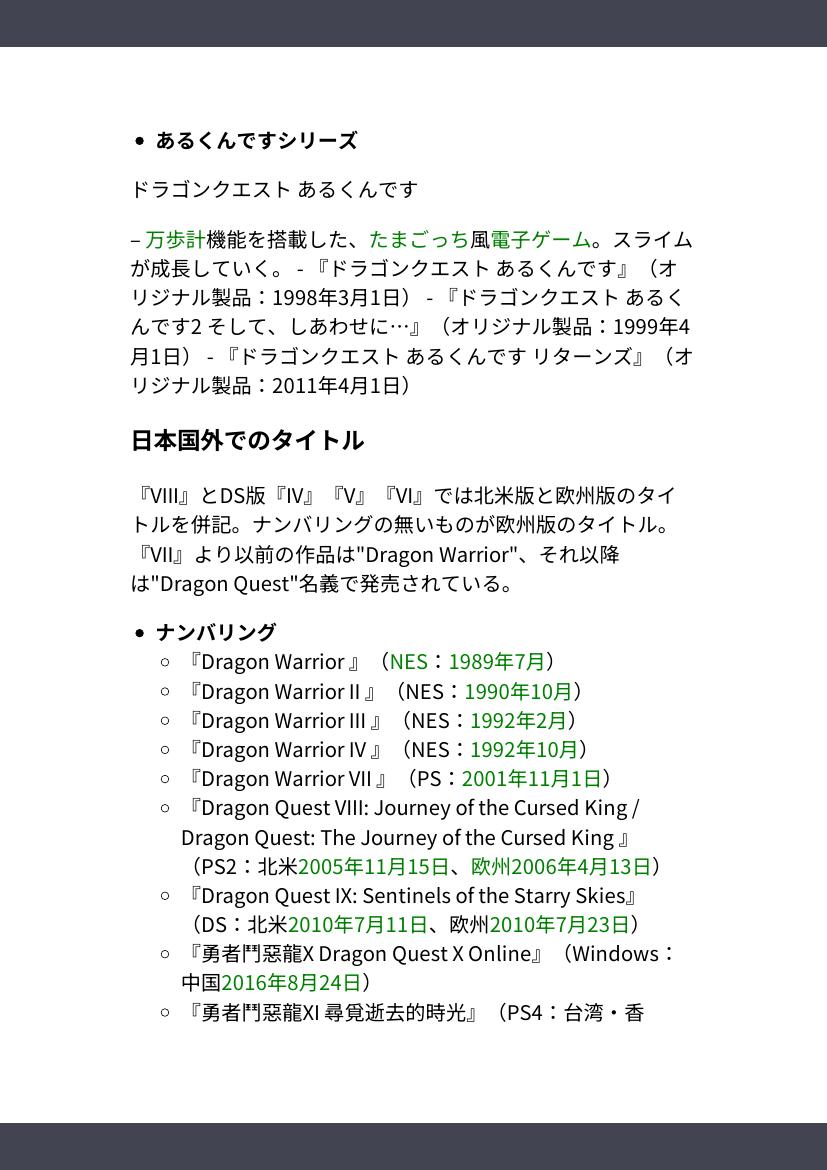 • あるくんですシリーズ
ドラゴンクエスト あるくんです
– 万歩計機能を搭載した、たまごっち風電子ゲーム。スライム
が成長していく。 - 『ドラゴンクエスト あるくんです』（オ
リジナル製品：1998年3月1日） - 『ドラゴンクエスト あるく
んです2 そして、しあわせに…』（オリジナル製品：1999年4
月1日） - 『ドラゴンクエスト あるくんです リターンズ』（オ
リジナル製品：2011年4月1日）
日本国外でのタイトル
『VIII』とDS版『IV』『V』『VI』では北米版と欧州版のタイ
トルを併記。ナンバリングの無いものが欧州版のタイトル。
『VII』より以前の作品は"Dragon Warrior"、それ以降
は"Dragon Quest"名義で発売されている。
• ナンバリング
◦ 『Dragon Warrior 』（NES：1989年7月）
◦ 『Dragon Warrior II 』（NES：1990年10月）
◦ 『Dragon Warrior III 』（NES：1992年2月）
◦ 『Dragon Warrior IV 』（NES：1992年10月）
◦ 『Dragon Warrior VII 』（PS：2001年11月1日）
◦ 『Dragon Quest VIII: Journey of the Cursed King /
Dragon Quest: The Journey of the Cursed King 』
（PS2：北米2005年11月15日、欧州2006年4月13日）
◦ 『Dragon Quest IX: Sentinels of the Starry Skies』
（DS：北米2010年7月11日、欧州2010年7月23日）
◦ 『勇者鬥惡龍X Dragon Quest X Online』（Windows：
中国2016年8月24日）
◦ 『勇者鬥惡龍XI 尋覓逝去的時光』（PS4：台湾・香